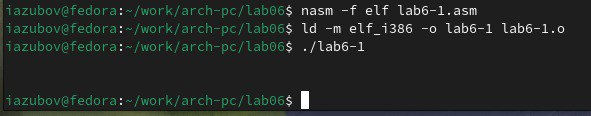 iazubov@fedora:~/work/arch-pc/lab06$ nasm -f elf lab6-1.asm
iazubov@fedora:~/work/arch-pc/lab06$ ld -m elf_i386 -o lab6-1 lab6-1.o
iazubov@fedora:~/work/arch-pc/lab06$ ./lab6-1
iazubov@fedora:~/work/arch-pc/lab06$